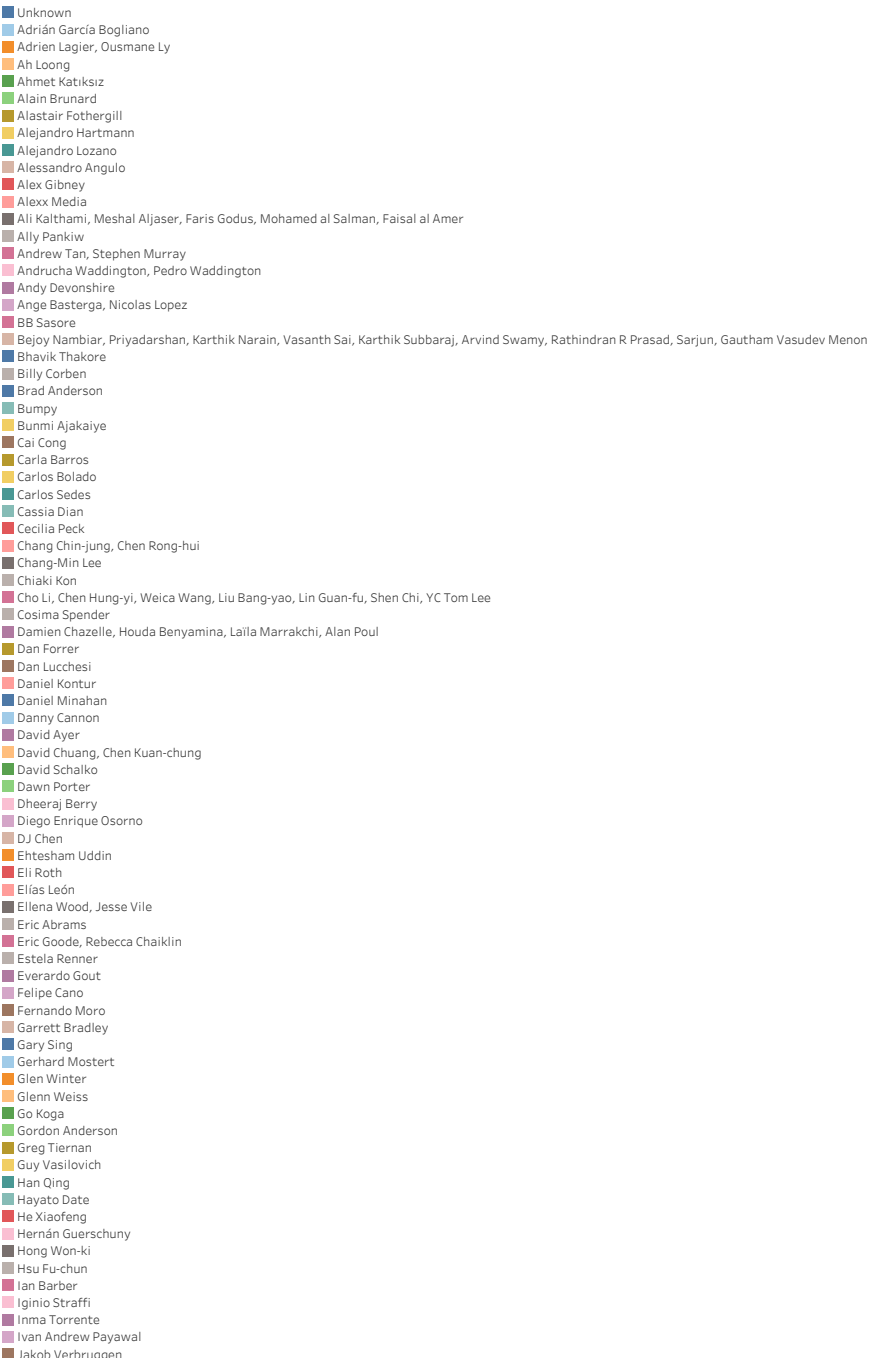 Unknown
Adrián García Bogliano
Adrien Lagier, Ousmane Ly
Ah Loong
Ahmet Katıksız
Alain Brunard
Alastair Fothergill
Alejandro Hartmann
Alejandro Lozano
Alessandro Angulo
Alex Gibney
Alexx Media
Ali Kalthami, Meshal Aljaser, Faris Godus, Mohamed al Salman, Faisal al Amer
Ally Pankiw
Andrew Tan, Stephen Murray
Andrucha Waddington, Pedro Waddington
Andy Devonshire
Ange Basterga, Nicolas Lopez
BB Sasore
Bejoy Nambiar, Priyadarshan, Karthik Narain, Vasanth Sai, Karthik Subbaraj, Arvind Swamy, Rathindran R Prasad, Sarjun, Gautham Vasudev Menon
Bhavik Thakore
Billy Corben
Brad Anderson
Bumpy
Bunmi Ajakaiye
Cai Cong
Carla Barros
Carlos Bolado
Carlos Sedes
Cassia Dian
Cecilia Peck
Chang Chin-jung, Chen Rong-hui
Chang-Min Lee
Chiaki Kon
Cho Li, Chen Hung-yi, Weica Wang, Liu Bang-yao, Lin Guan-fu, Shen Chi, YC Tom Lee
Cosima Spender
Damien Chazelle, Houda Benyamina, Laïla Marrakchi, Alan Poul
Dan Forrer
Dan Lucchesi
Daniel Kontur
Daniel Minahan
Danny Cannon
David Ayer
David Chuang, Chen Kuan-chung
David Schalko
Dawn Porter
Dheeraj Berry
Diego Enrique Osorno
DJ Chen
Ehtesham Uddin
Eli Roth
Elías León
Ellena Wood, Jesse Vile
Eric Abrams
Eric Goode, Rebecca Chaiklin
Estela Renner
Everardo Gout
Felipe Cano
Fernando Moro
Garrett Bradley
Gary Sing
Gerhard Mostert
Glen Winter
Glenn Weiss
Go Koga
Gordon Anderson
Greg Tiernan
Guy Vasilovich
Han Qing
Hayato Date
He Xiaofeng
Hernán Guerschuny
Hong Won-ki
Hsu Fu-chun
Ian Barber
Iginio Straffi
Inma Torrente
Ivan Andrew Payawal
Jakob Verbruggen